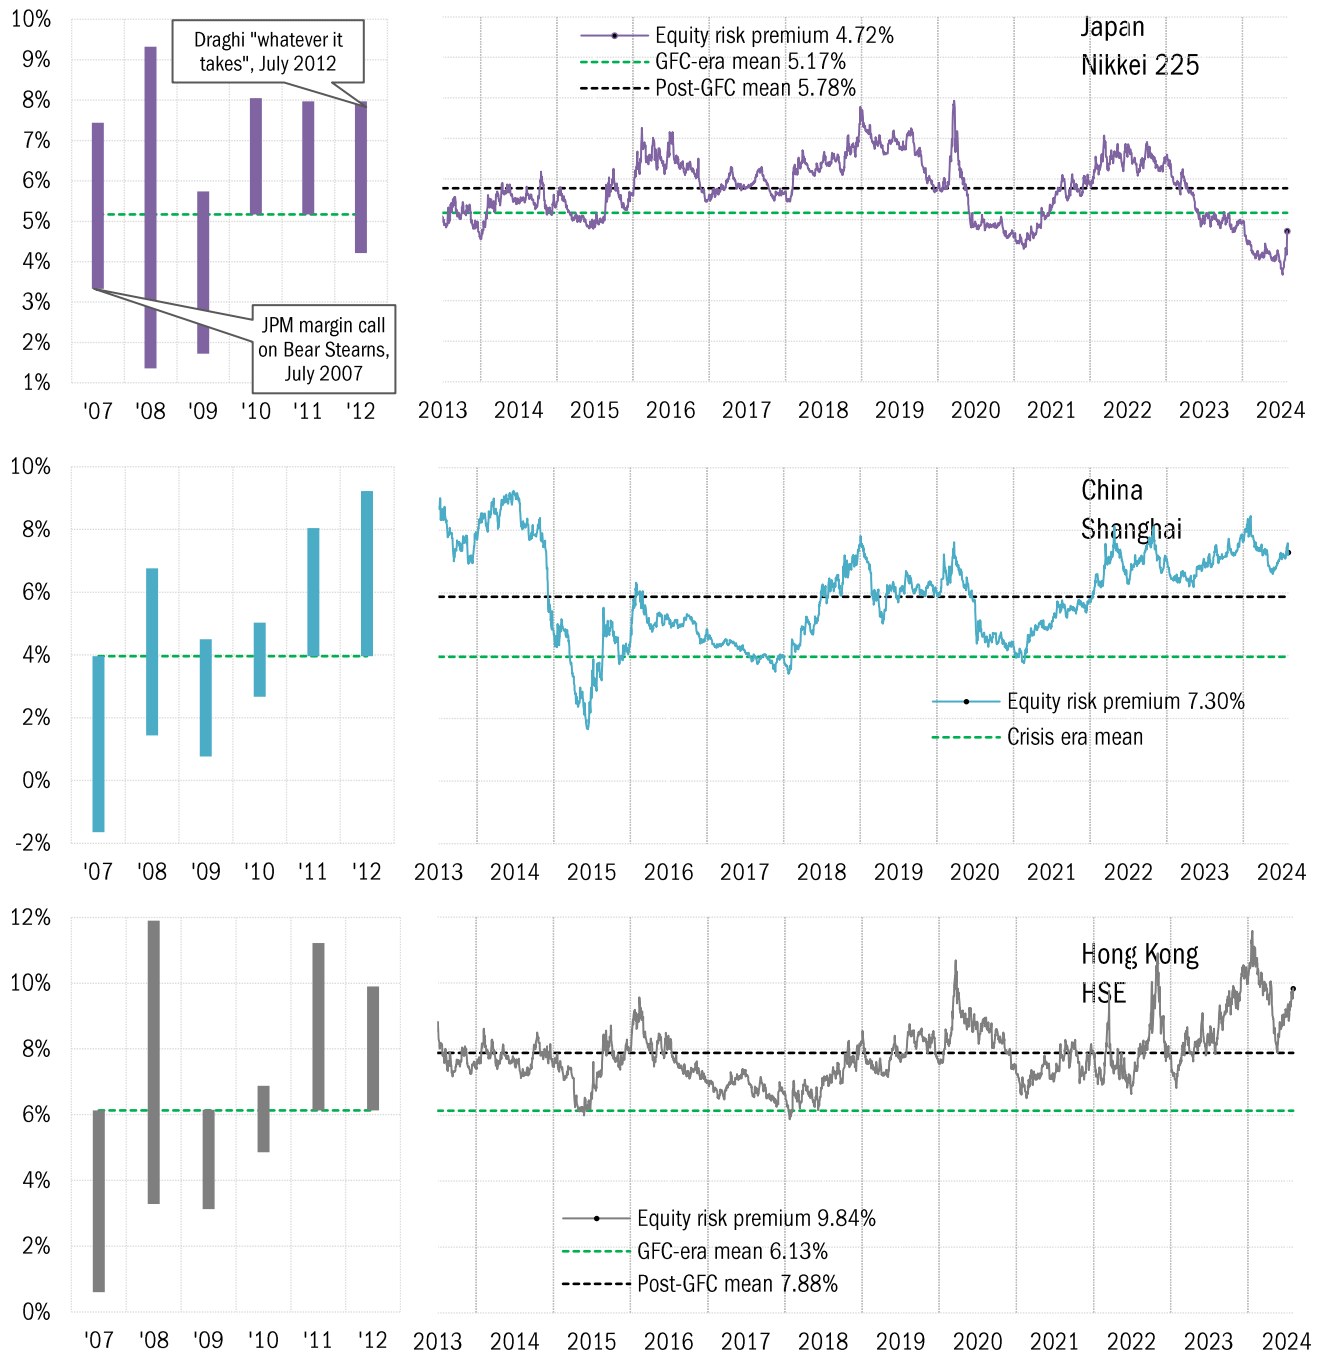 10%
9%
8%
7%
6%
5%
4%
3%
2%
1%
Draghi "whatever it
takes", July 2012
JPM margin call
on Bear Stearns,
July 2007
'07 '08 '09 '10 '11 '12
Equity risk premium 4.72%
GFC-era mean 5.17%
Post-GFC mean 5.78%
Japan
Nikkei 225
2013 2014 2015 2016 2017 2018 2019 2020 2021 2022 2023 2024
10%
8%
6%
4%
2%
0%
-2%
'07 '08 '09 '10 '11 '12
China
Shanghai
Equity risk premium 7.30%
Crisis era mean
2013 2014 2015 2016 2017 2018 2019 2020 2021 2022 2023 2024
12%
10%
8%
6%
4%
2%
0%
'07 '08 '09 '10 '11 '12
Hong Kong
HSE
Equity risk premium 9.84%
GFC-era mean 6.13%
Post-GFC mean 7.88%
2013 2014 2015 2016 2017 2018 2019 2020 2021 2022 2023 2024